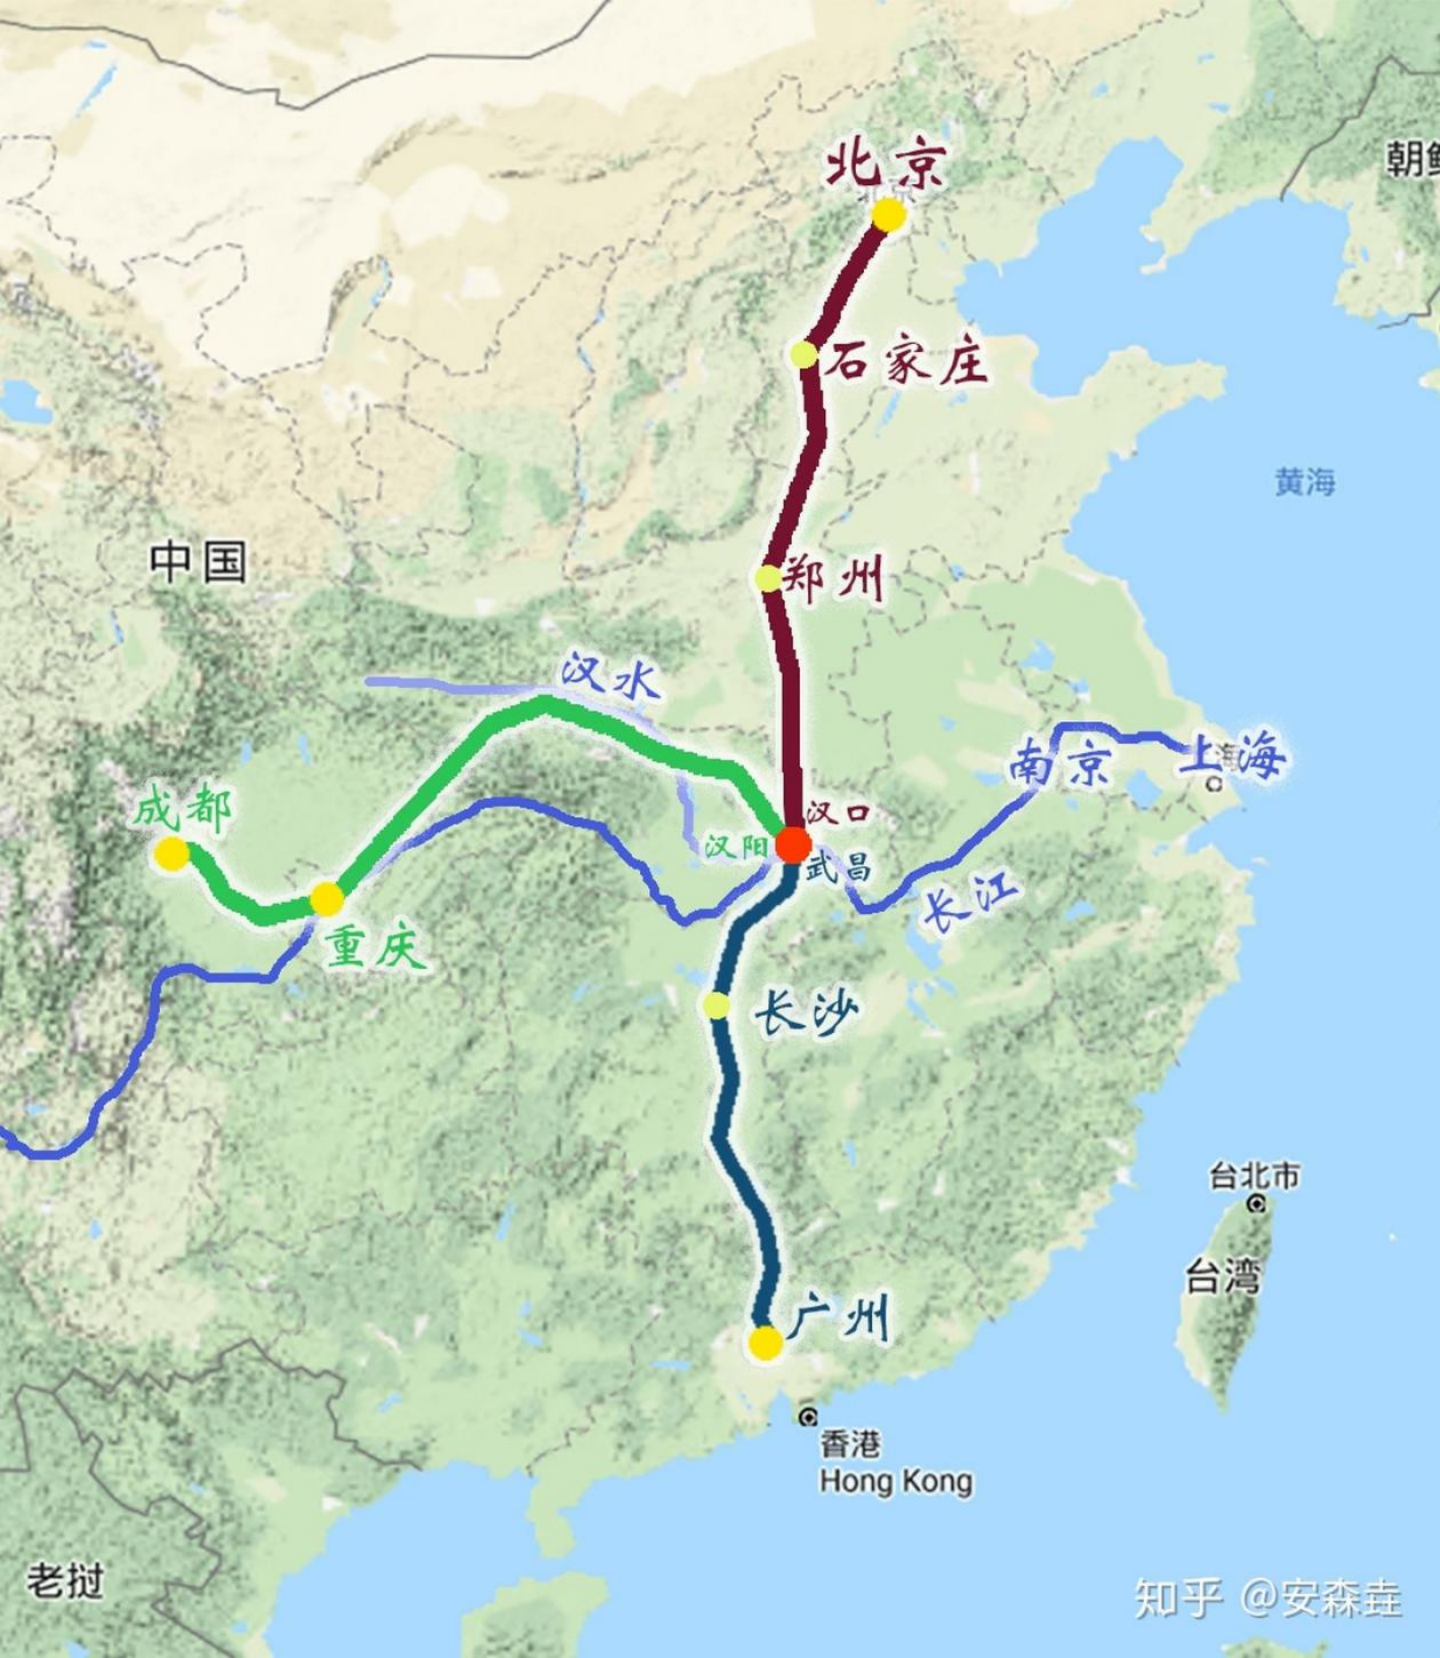 北京
朝
石家庄
黄海
中国
郑州
汉水
南京
上海
成都
汉口
汉阳
武昌
长江
重庆
长沙
台北市
台湾
广州
香港
Hong Kong
老挝
知乎 @安森垚